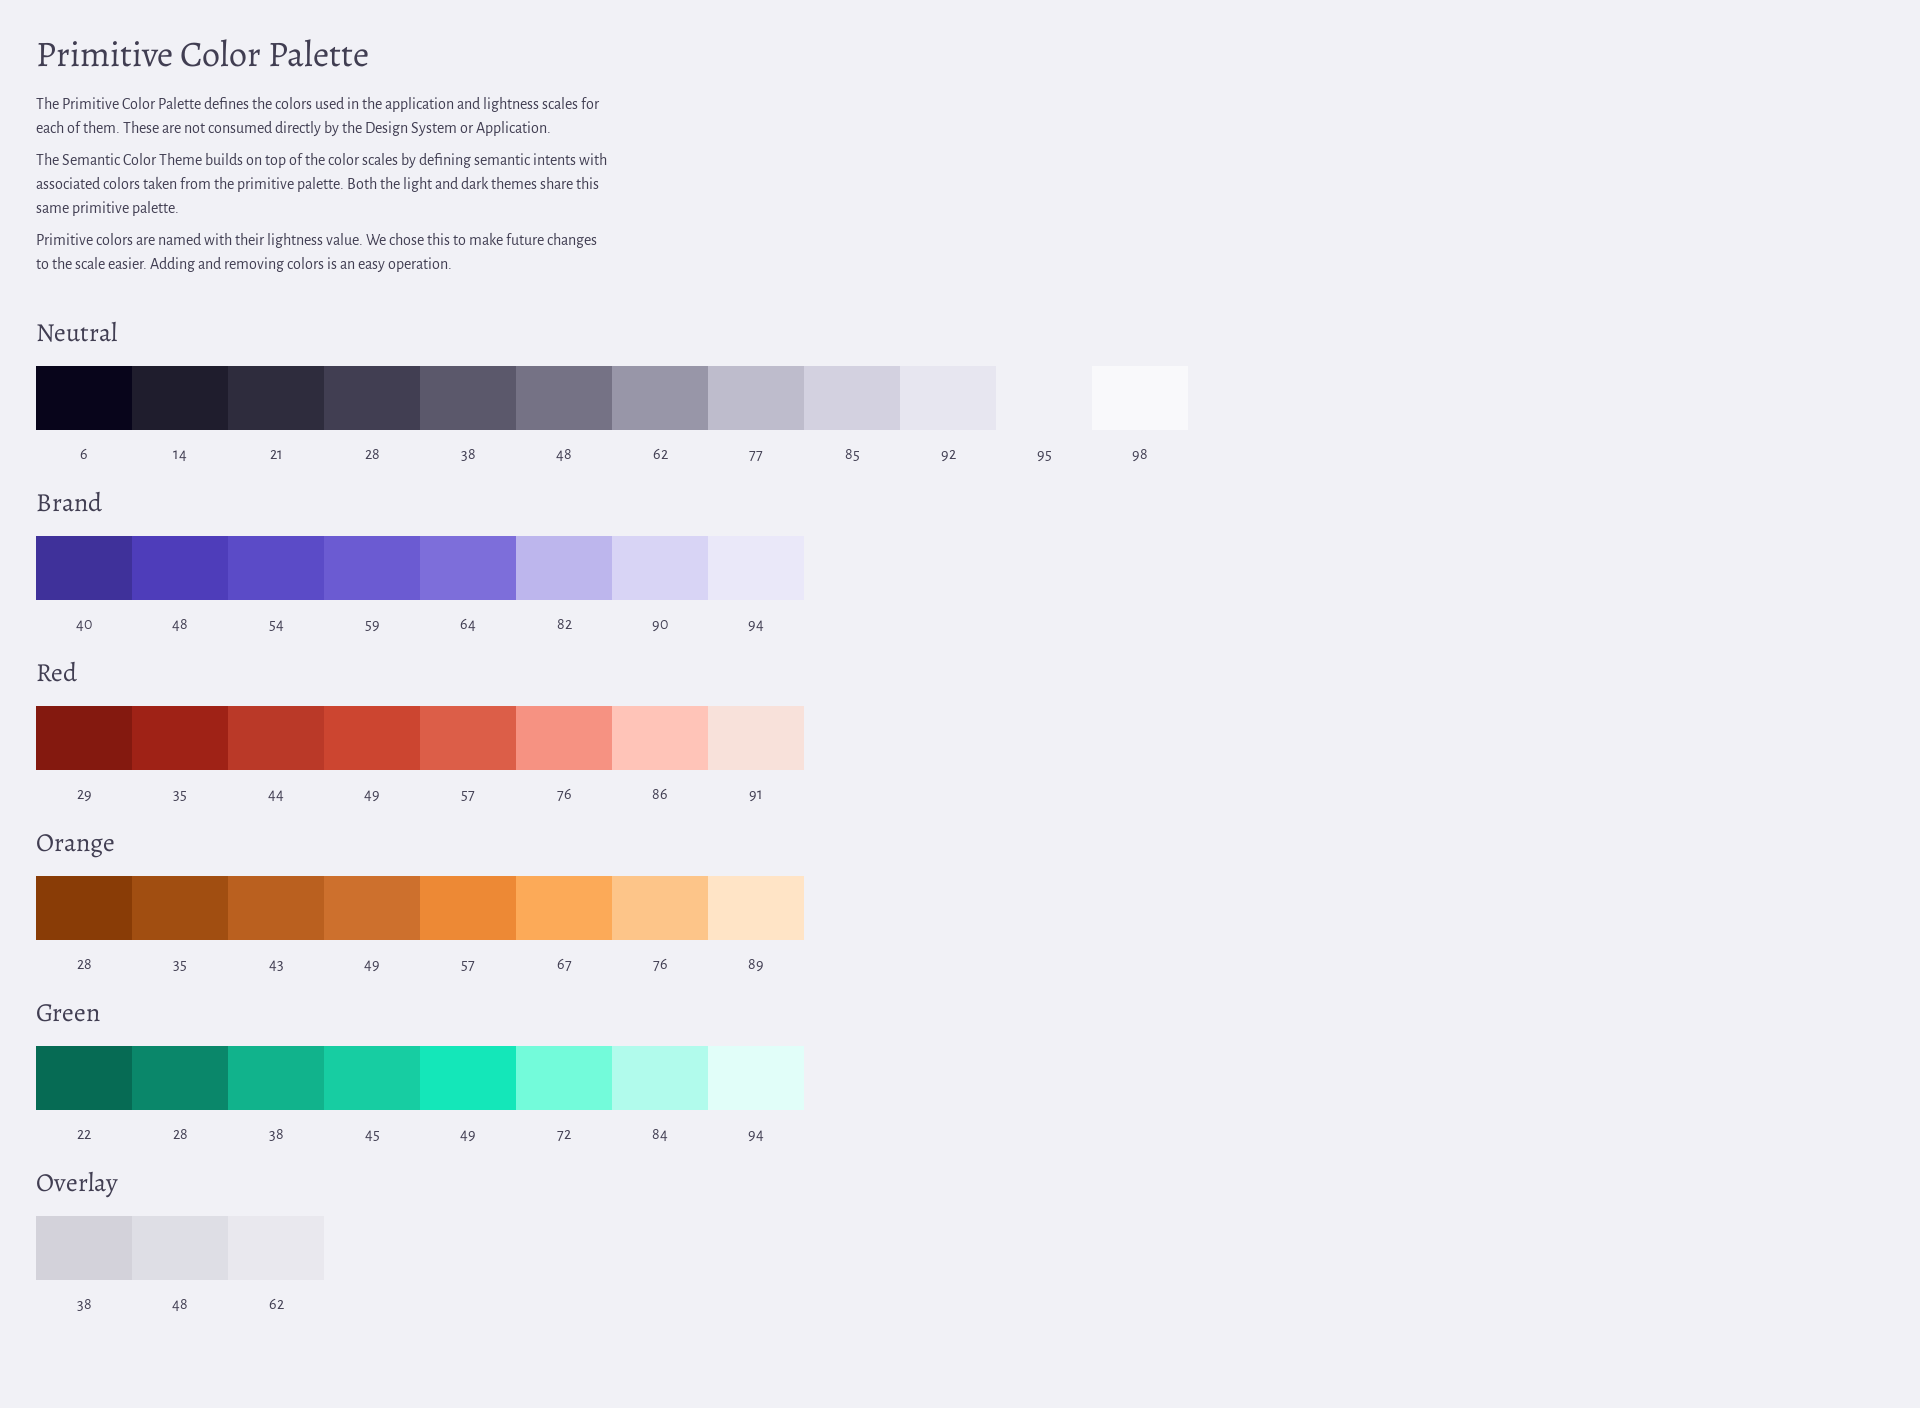 Primitive Color Palette
The Primitive Color Palette defines the colors used in the application and lightness scales for
each of them. These are not consumed directly by the Design System or Application.
The Semantic Color Theme builds on top of the color scales by defining semantic intents with
associated colors taken from the primitive palette. Both the light and dark themes share this
same primitive palette.
Primitive colors are named with their lightness value. We chose this to make future changes
to the scale easier. Adding and removing colors is an easy operation.
Neutral
6 14 21 28 38 48 62 77 85 92 95 98
Brand
40 48 54 59 64 82 90 94
Red
29 35 44 49 57 76 86 91
Orange
28 35 43 49 57 67 76 89
Green
22 28 38 45 49 72 84 94
Overlay
38 48 62